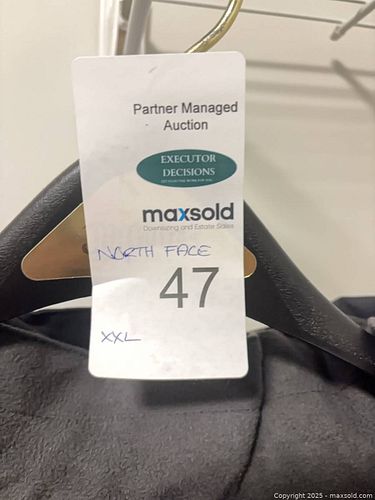 Partner Managed
Auction
EXECUTOR
DECISIONS
maxsold
Downsizing and Estate Sales
NORTH FACE
47
XXL
Copyright 2025 - maxsold.com